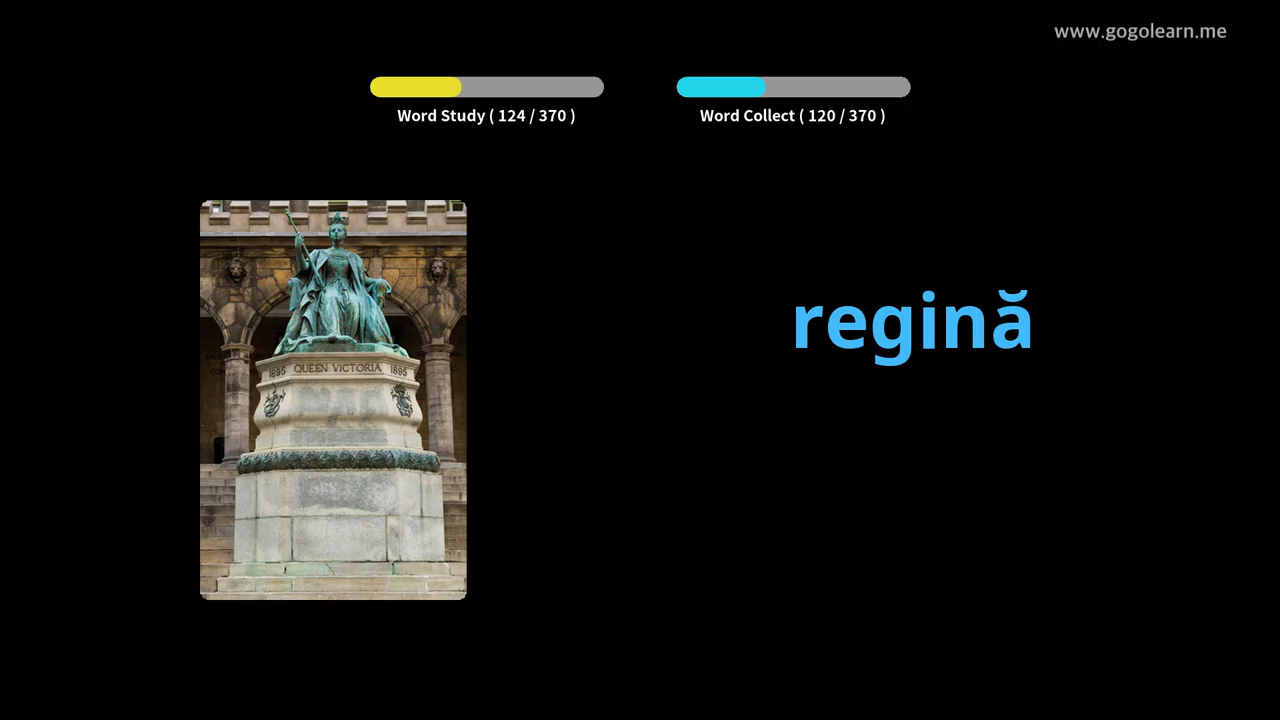 www.gogolearn.me
Word Study ( 124 / 370 )
Word Collect ( 120 / 370 )
1895 QUEEN VICTORIA 1895
regină